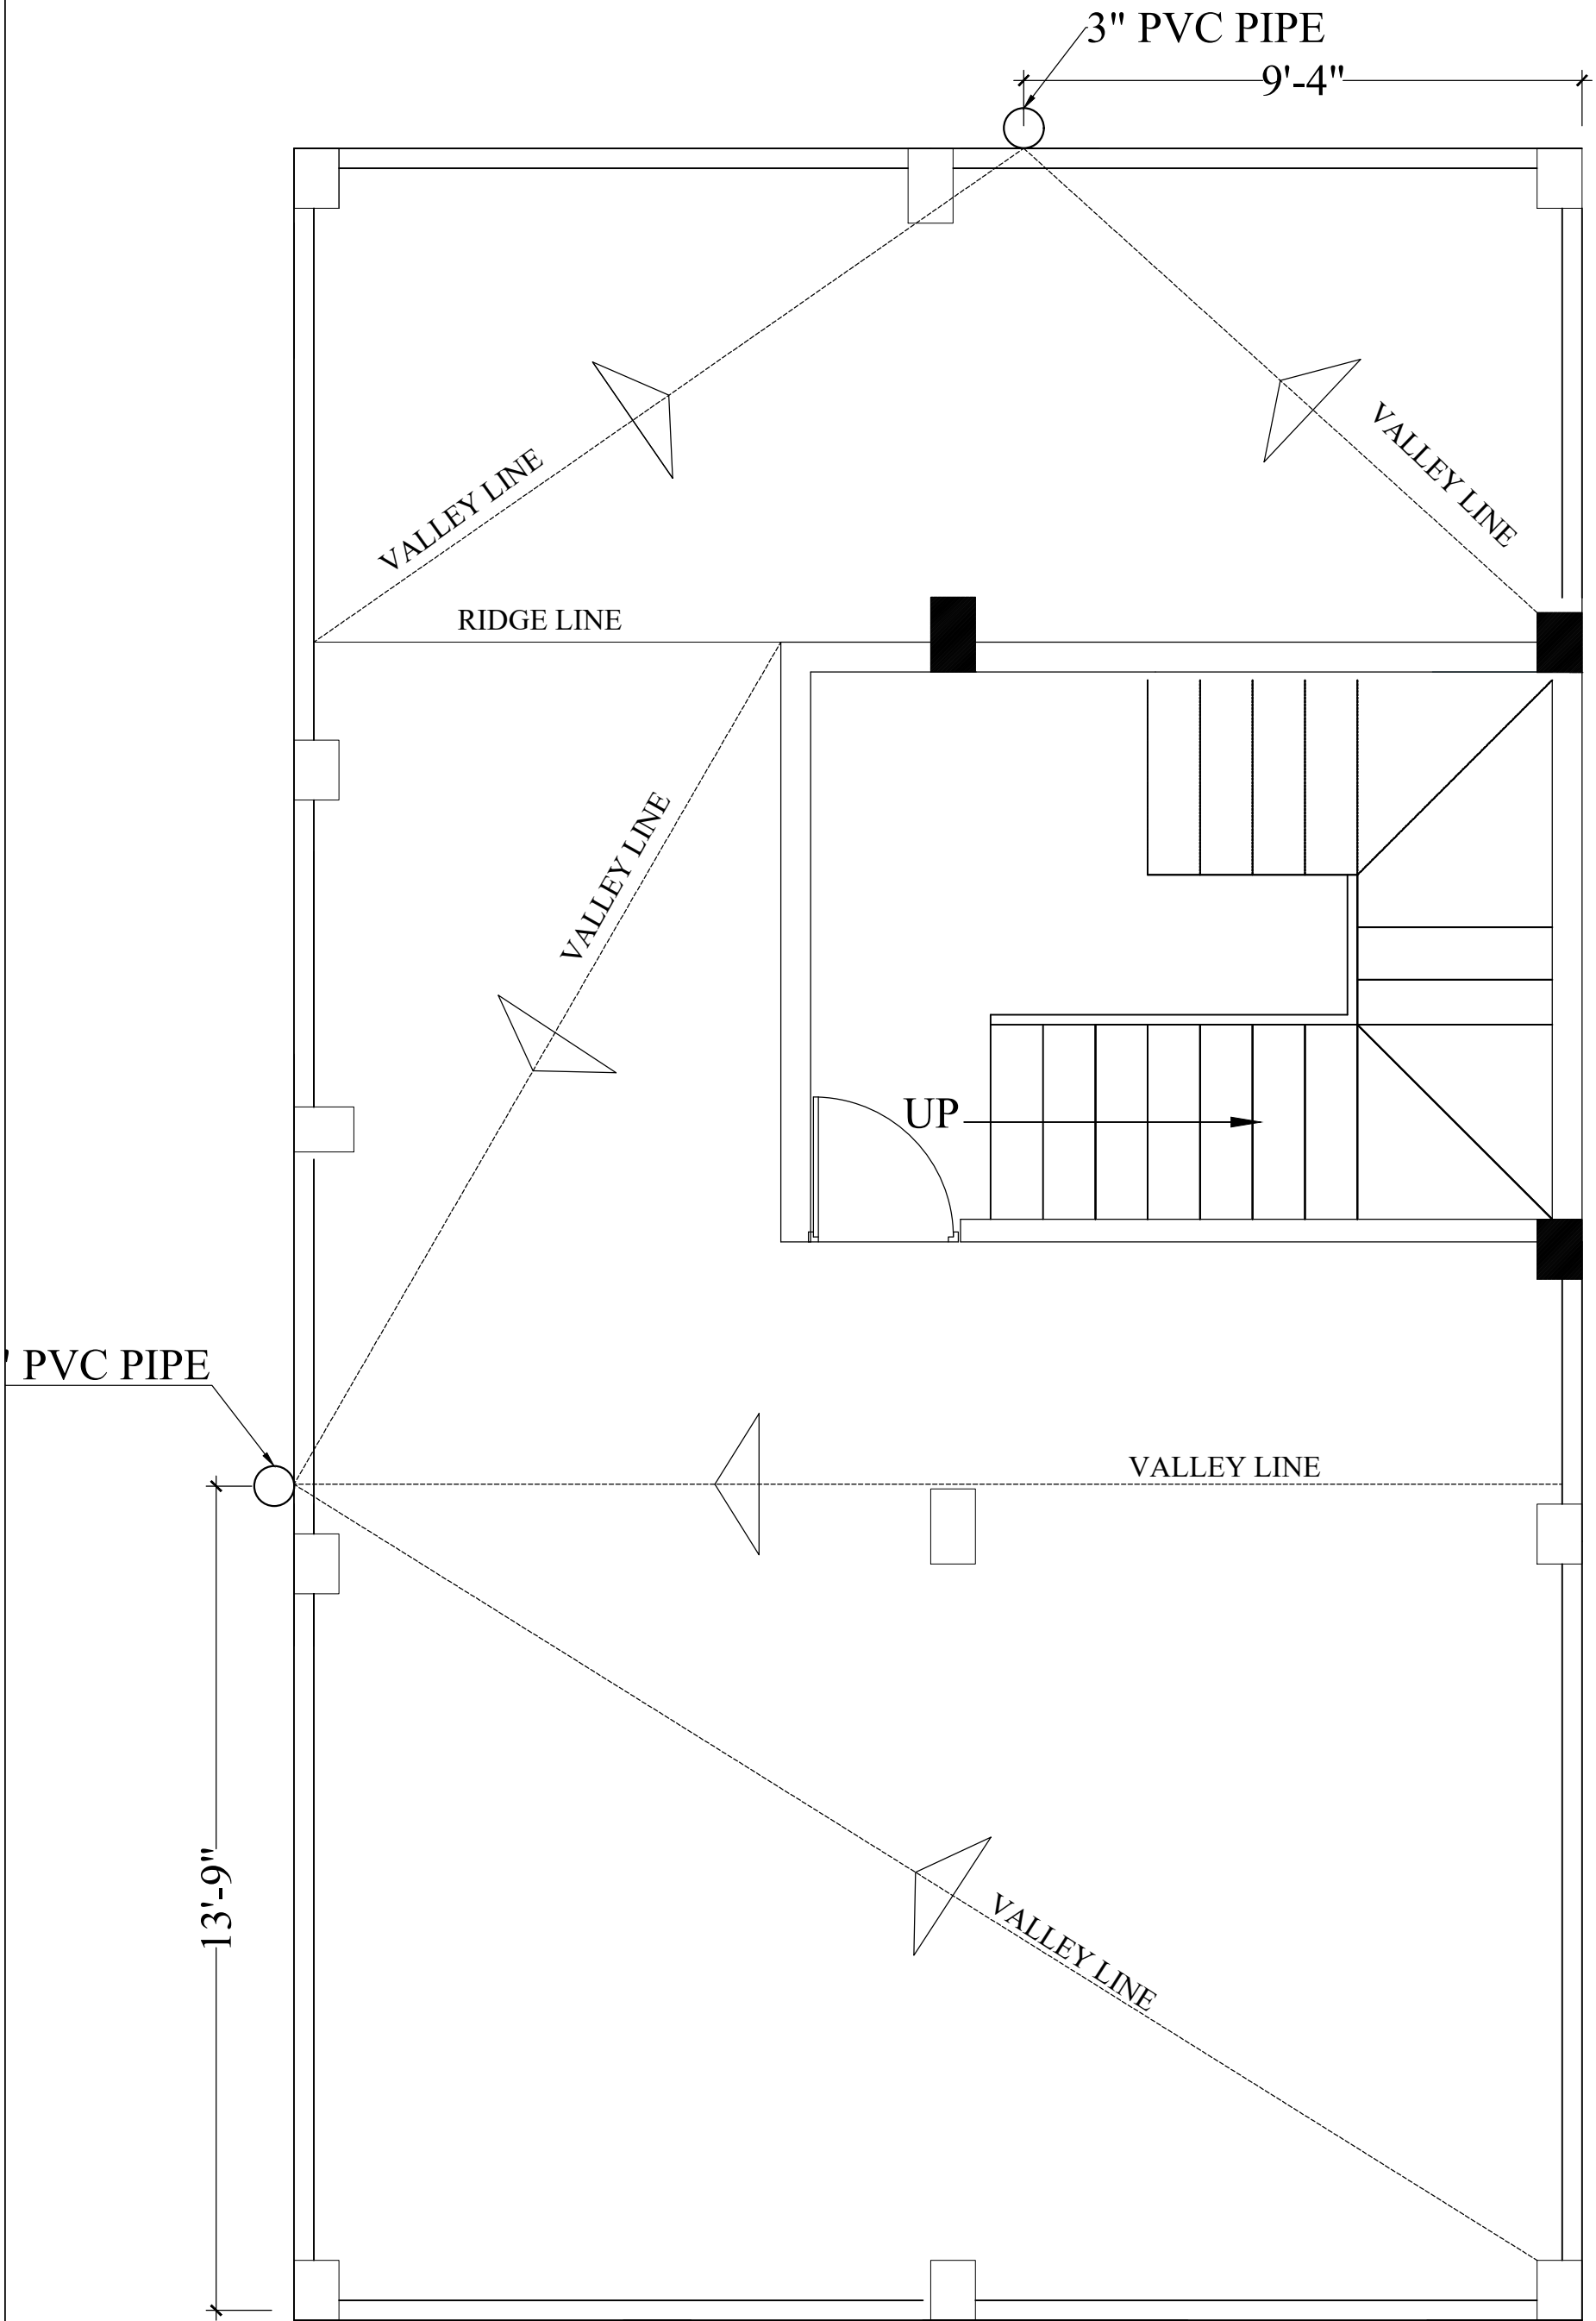 3" PVC PIPE
9'-4"
VALLEY LINE
VALLEY LINE
RIDGE LINE
VALLEY LINE
UP
' PVC PIPE
VALLEY LINE
13'-9"
VALLEY LINE